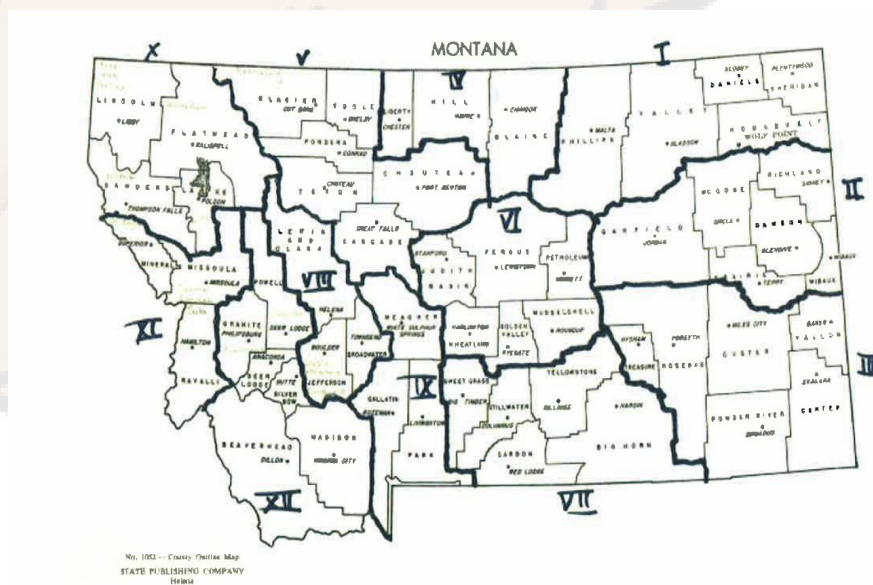 MONTANA
X
V
IV
I
LINCOLN
LIBBY
FLATHEAD
KALISPELL
GLACIER
CUT BANK
TOOLE
SHELBY
PONDERA
CONRAD
LIBERTY
CHESTER
HILL
HAVRE
BLAINE
CHINOOK
PHILLIPS
MALTA
VALLEY
GLASGOW
SCOBEY
DANIELS
PLENTYWOOD
SHERIDAN
ROOSEVELT
WOLF POINT
SANDERS
THOMPSON FALLS
LAKE
POLSON
TETON
CHOTEAU
CHOUTEAU
FORT BENTON
II
RICHLAND
SIDNEY
MCCONE
CIRCLE
DAWSON
GLENDIVE
GARFIELD
JORDAN
PRAIRIE
TERRY
WIBAUX
WIBAUX
VI
LEWIS
AND
CLARK
GREAT FALLS
CASCADE
STANFORD
JUDITH
BASIN
FERGUS
LEWISTOWN
PETROLEUM
WINNETT
SUPERIOR
MINERAL
MISSOULA
MISSOULA
POWELL
VIII
HELENA
MEAGHER
WHITE SULPHUR
SPRINGS
HARLOWTON
WHEATLAND
GOLDEN
VALLEY
RYEGATE
MUSSELSHELL
ROUNDUP
XI
HAMILTON
RAVALLI
GRANITE
PHILIPSBURG
DEER LODGE
ANACONDA
DEER
LODGE
BUTTE
SILVER
BOW
BOULDER
JEFFERSON
TOWNSEND
BROADWATER
HYSHAM
TREASURE
FORSYTH
ROSEBUD
MILES CITY
CUSTER
BAKER
FALLON
III
EKALAKA
CARTER
IX
GALLATIN
BOZEMAN
LIVINGSTON
PARK
SWEET GRASS
BIG TIMBER
STILLWATER
COLUMBUS
YELLOWSTONE
BILLINGS
HARDIN
BIG HORN
POWDER RIVER
BROADUS
CARBON
RED LODGE
BEAVERHEAD
DILLON
MADISON
VIRGINIA CITY
XII
VII
No. 1052 — County Outline Map
STATE PUBLISHING COMPANY
Helena